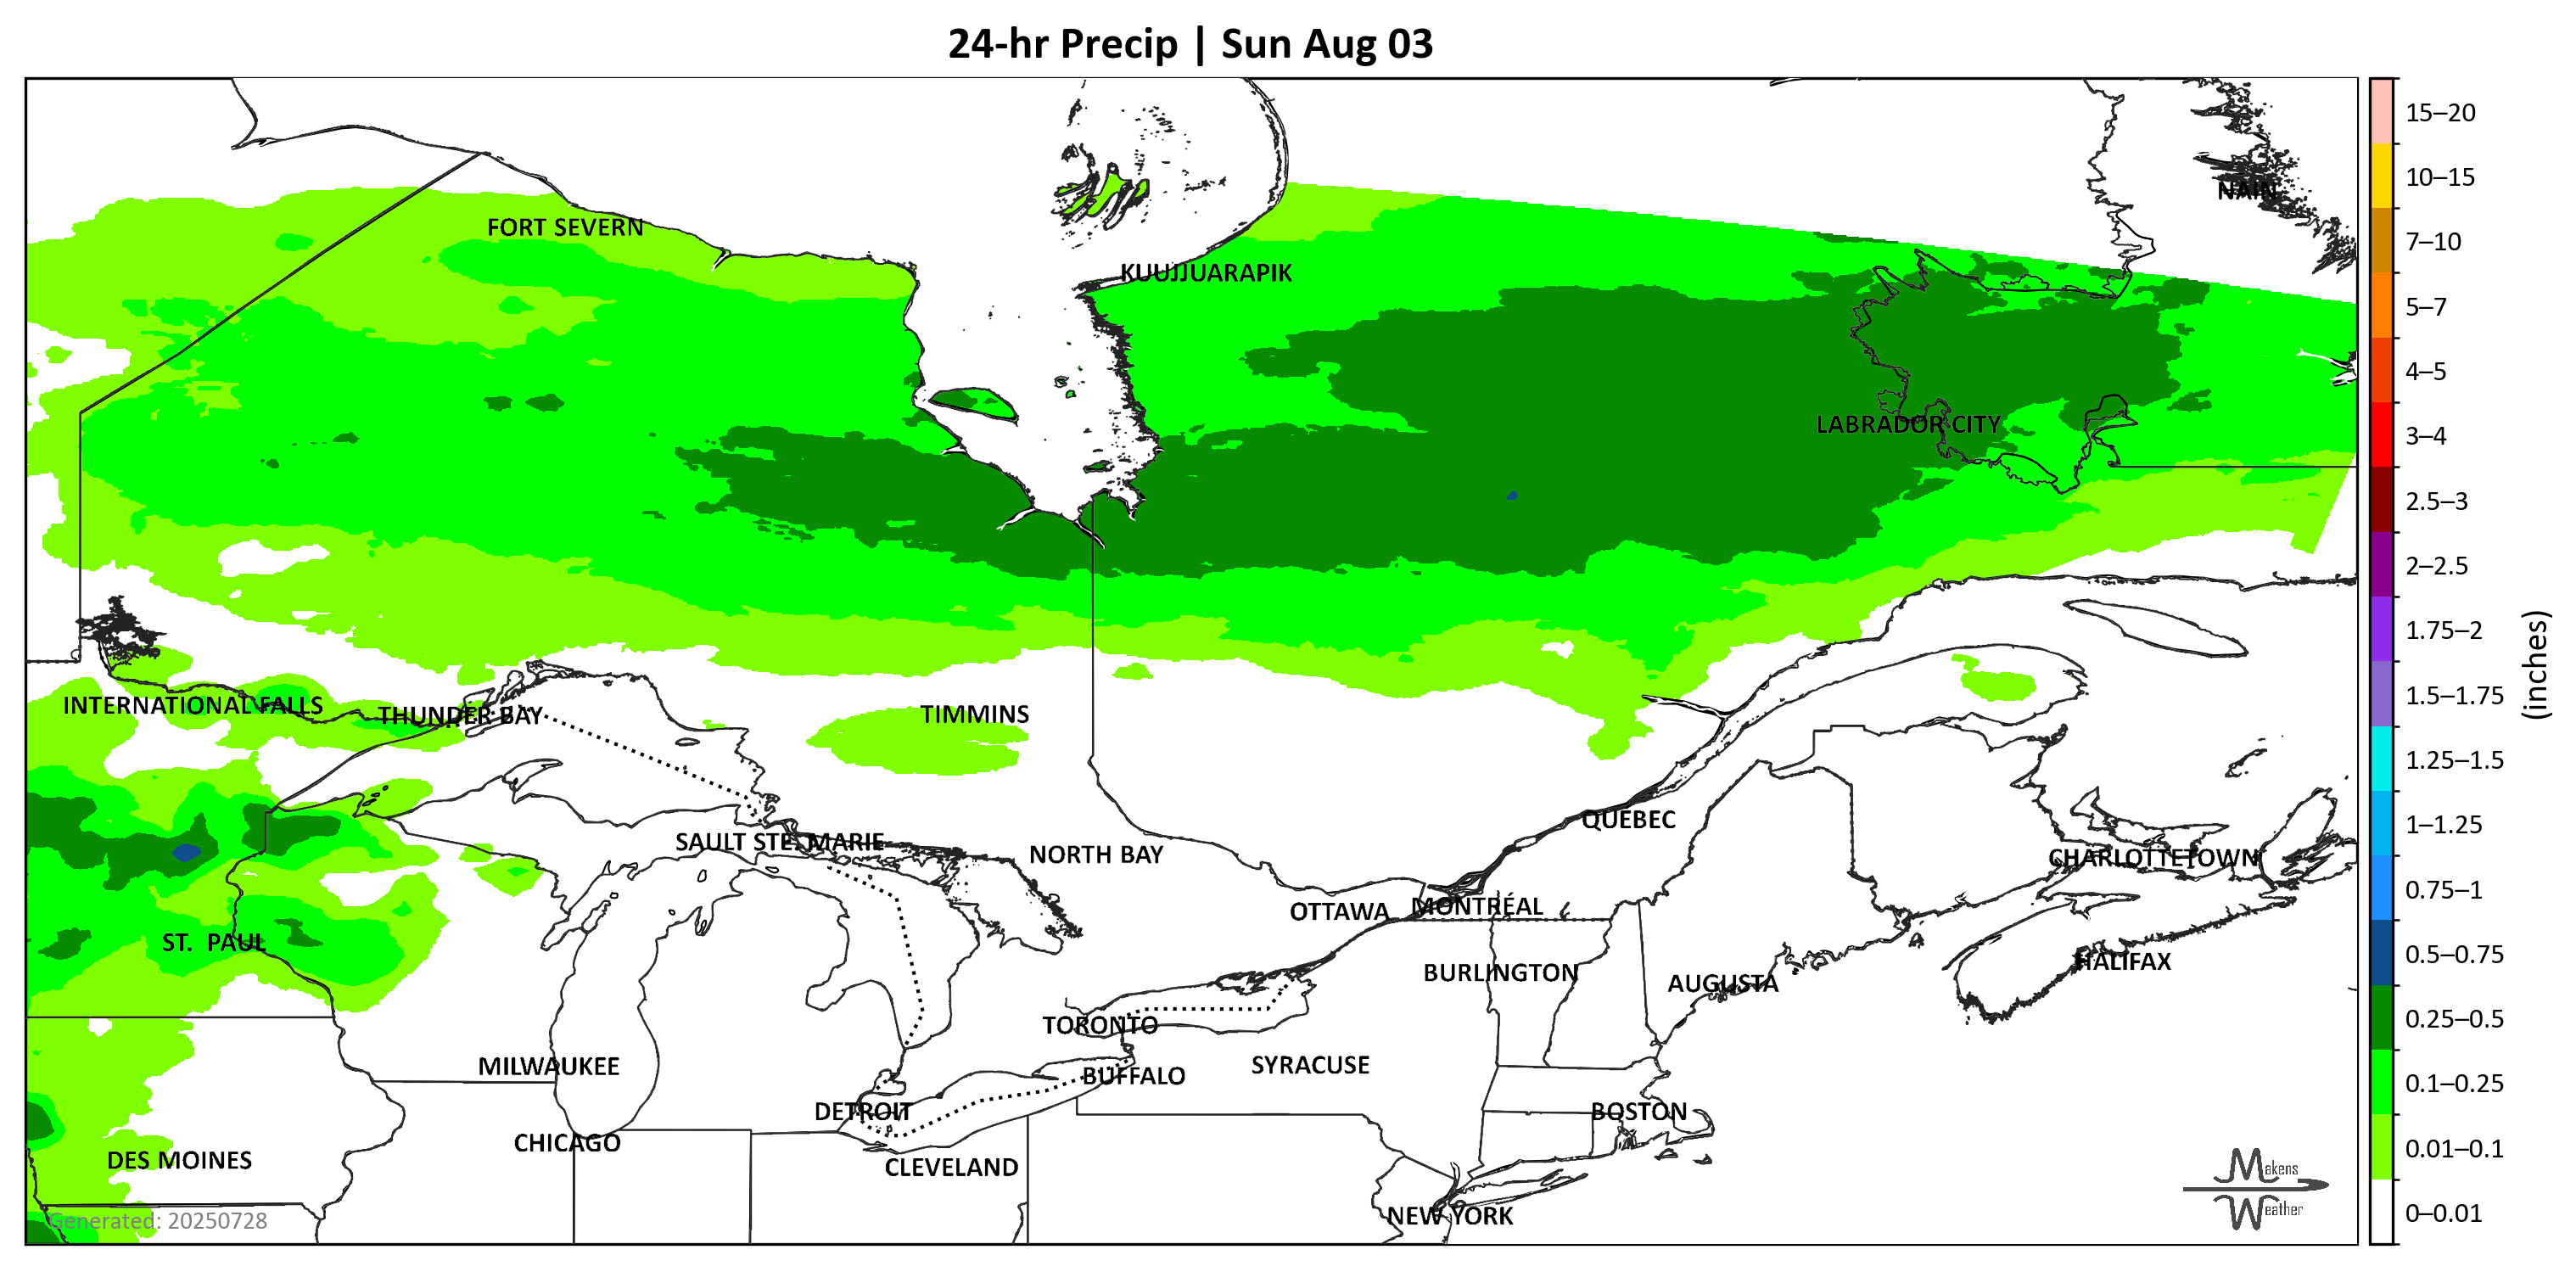 24-hr Precip | Sun Aug 03
NAIN
FORT SEVERN
KUUJJUARAPIK
LABRADOR CITY
INTERNATIONAL FALLS
THUNDER BAY
TIMMINS
QUÉBEC
SAULT STE. MARIE
NORTH BAY
CHARLOTTETOWN
OTTAWA
MONTRÉAL
ST. PAUL
HALIFAX
BURLINGTON
AUGUSTA
TORONTO
MILWAUKEE
SYRACUSE
BUFFALO
DETROIT
BOSTON
CHICAGO
DES MOINES
CLEVELAND
NEW YORK
Generated: 20250728
Makens
Weather
15–20
10–15
7–10
5–7
4–5
3–4
2.5–3
2–2.5
1.75–2
1.5–1.75
1.25–1.5
1–1.25
0.75–1
0.5–0.75
0.25–0.5
0.1–0.25
0.01–0.1
0–0.01
(inches)